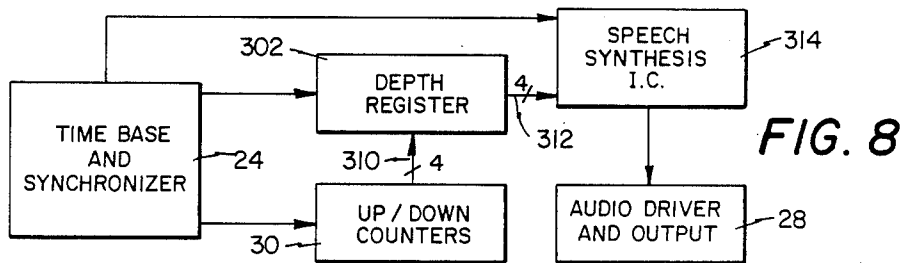 302
DEPTH
REGISTER
4
312
SPEECH
SYNTHESIS
I.C.
314
TIME BASE
AND
SYNCHRONIZER
24
310
4
UP / DOWN
COUNTERS
30
AUDIO DRIVER
AND OUTPUT
28
FIG. 8